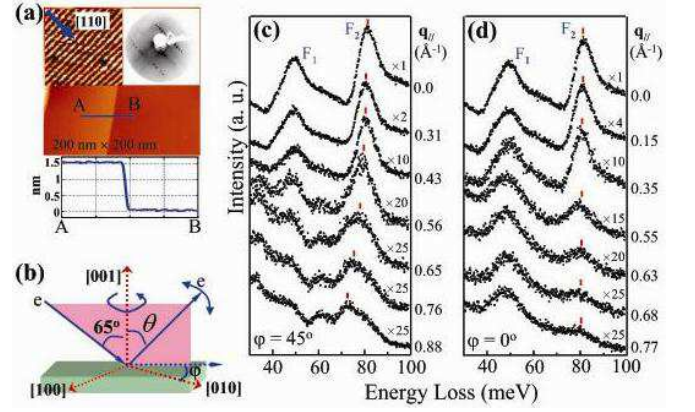 (a)
[110]
A
B
200 nm × 200 nm
1.5
1.0
0.5
0
nm
A
B
(b)
[001]
e
e
65°
θ
φ
[100]
[010]
(c)
F1
F2
q//
(Å-1)
×1
0.0
×2
0.31
×10
0.43
×20
0.56
×25
0.65
×25
0.76
×25
0.88
φ = 45°
Intensity (a. u.)
40 60 80 100
(d)
F1
F2
q//
(Å-1)
×1
0.0
×4
0.15
×10
0.35
×15
0.55
×20
0.63
×25
0.68
×25
0.77
φ = 0°
40 60 80 100
Energy Loss (meV)